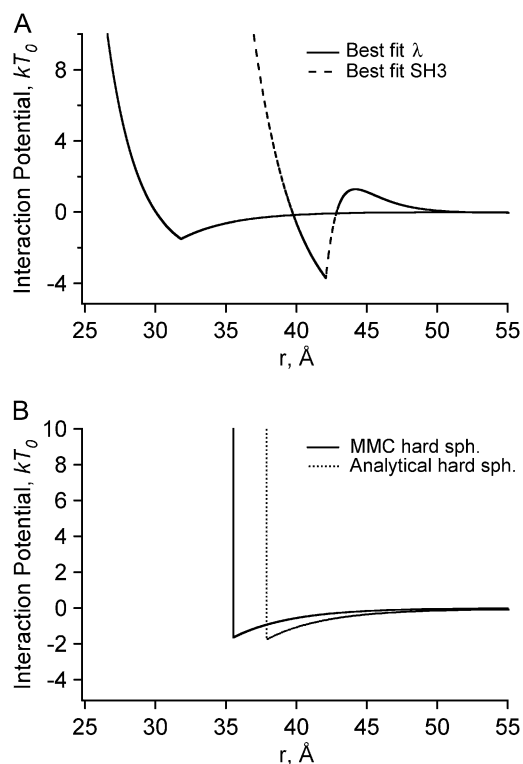 A
Interaction Potential, kT0
8
4
0
-4
Best fit λ
Best fit SH3
25 30 35 40 45 50 55
r, Å
B
Interaction Potential, kT0
10
8
6
4
2
0
-2
-4
MMC hard sph.
Analytical hard sph.
25 30 35 40 45 50 55
r, Å